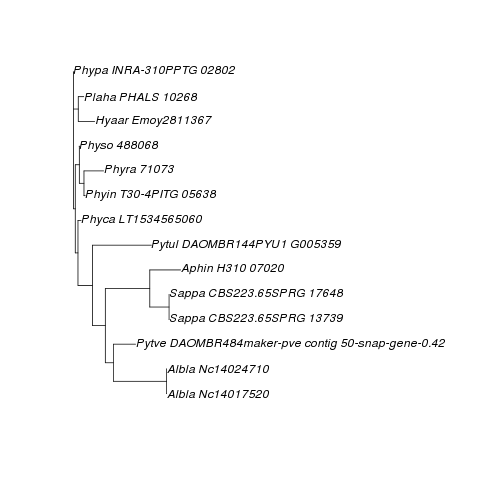 Phypa INRA-310PPTG 02802
Plaha PHALS 10268
Hyaar Emoy2811367
Physo 488068
Phyra 71073
Phyin T30-4PITG 05638
Phyca LT1534565060
Pytul DAOMBR144PYU1 G005359
Aphin H310 07020
Sappa CBS223.65SPRG 17648
Sappa CBS223.65SPRG 13739
Pytve DAOMBR484maker-pve contig 50-snap-gene-0.42
Albla Nc14024710
Albla Nc14017520